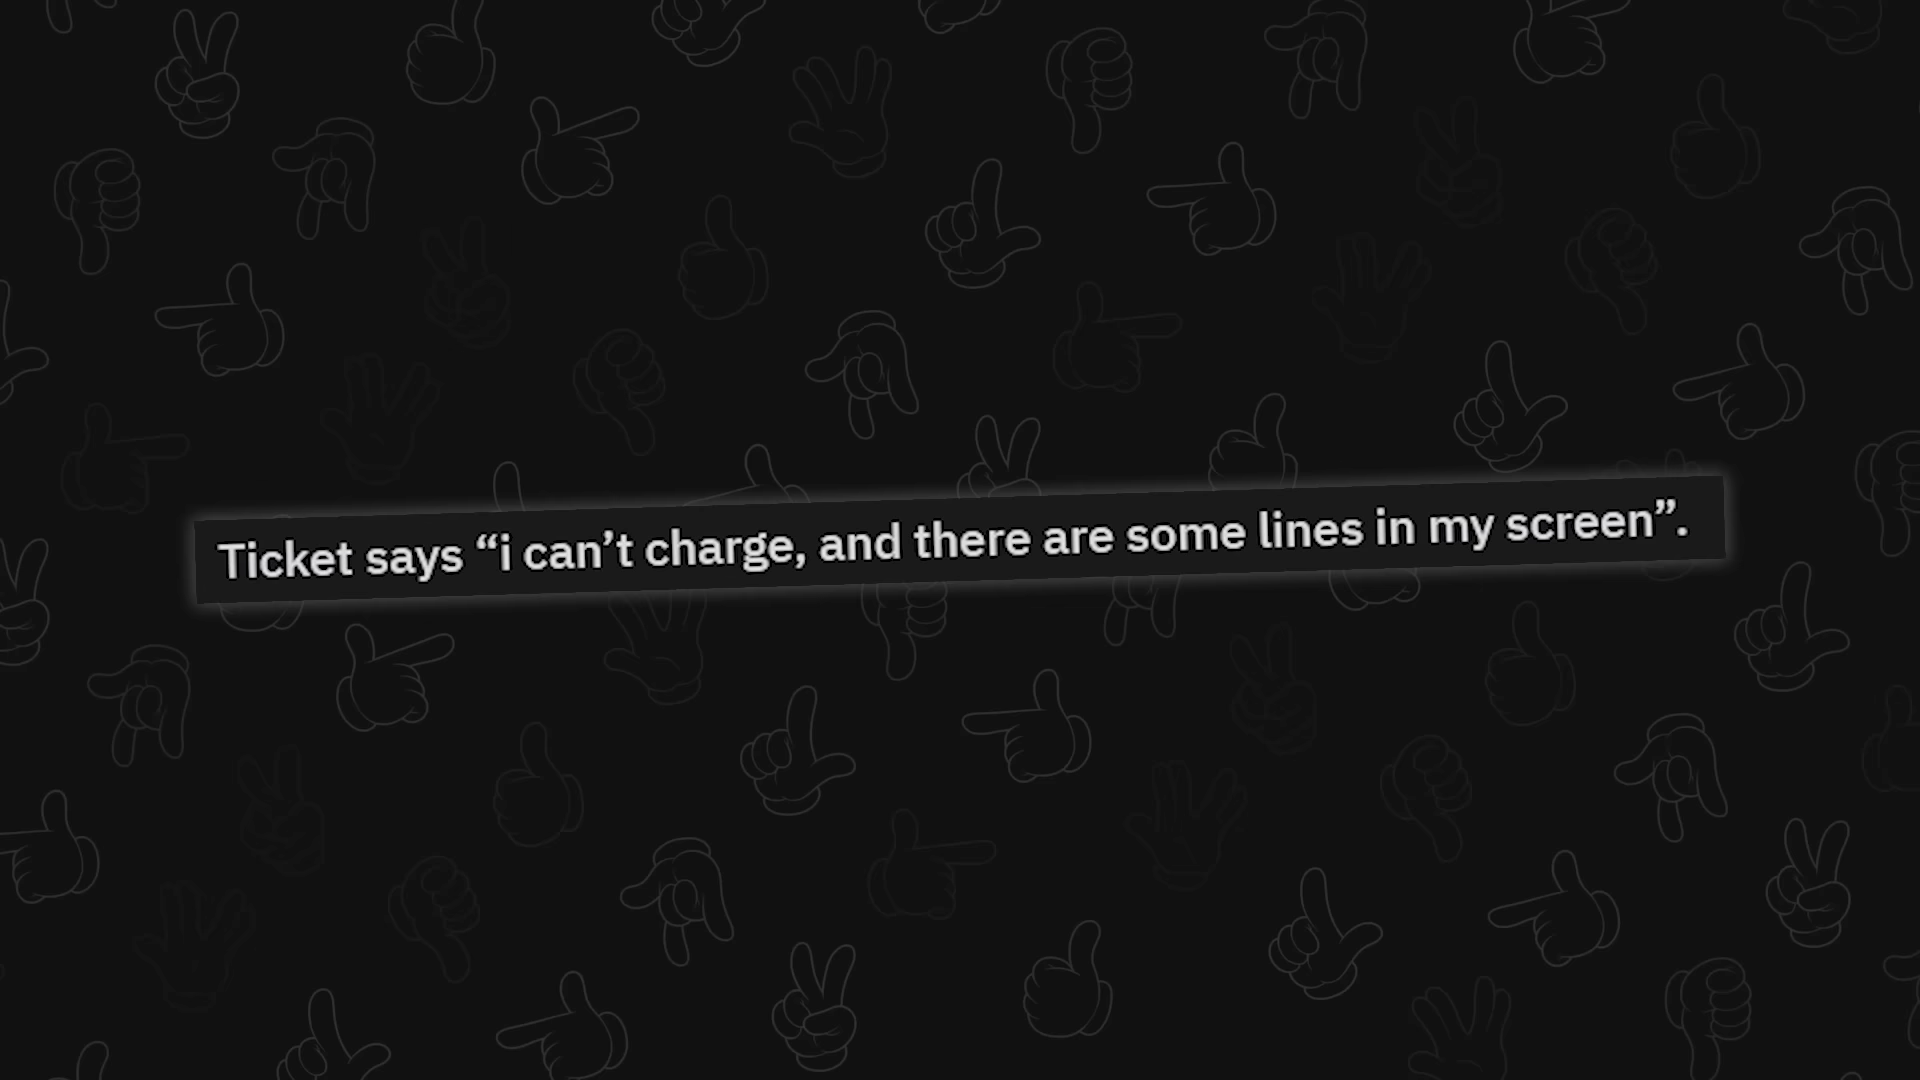 Ticket says “i can’t charge, and there are some lines in my screen”.